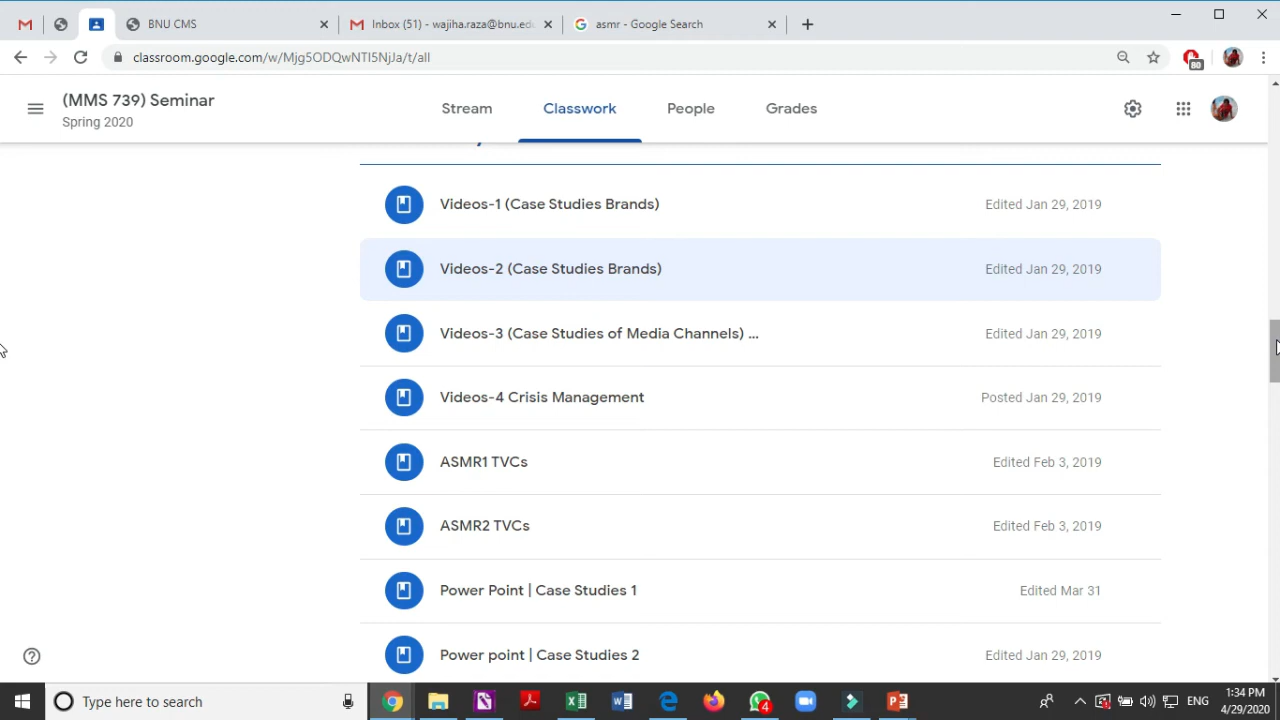 BNU CMS
Inbox (51) - wajiha.raza@bnu.ed
asmr - Google Search
classroom.google.com/w/Mjg5ODQwNTI5NjJa/t/all
80
(MMS 739) Seminar
Spring 2020
Stream
Classwork
People
Grades
Videos-1 (Case Studies Brands)
Edited Jan 29, 2019
Videos-2 (Case Studies Brands)
Edited Jan 29, 2019
Videos-3 (Case Studies of Media Channels) ...
Edited Jan 29, 2019
Videos-4 Crisis Management
Posted Jan 29, 2019
ASMR1 TVCs
Edited Feb 3, 2019
ASMR2 TVCs
Edited Feb 3, 2019
Power Point | Case Studies 1
Edited Mar 31
Power point | Case Studies 2
Edited Jan 29, 2019
Type here to search
4
ENG
1:34 PM
4/29/2020